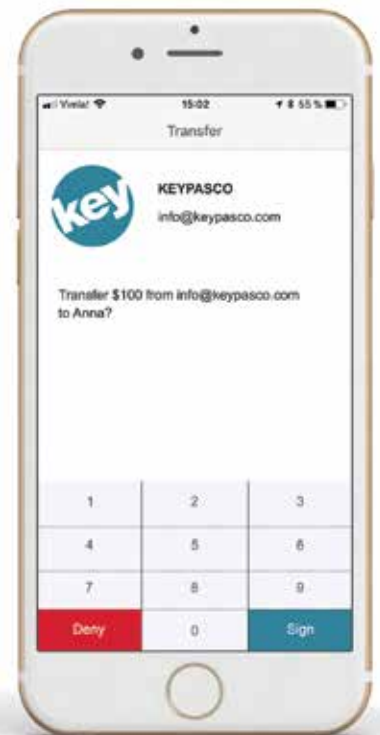 Vimla!
15:02
55 %
Transfer
key
KEYPASCO
info@keypasco.com
Transfer $100 from info@keypasco.com
to Anna?
1 2 3
4 5 6
7 8 9
Deny 0 Sign